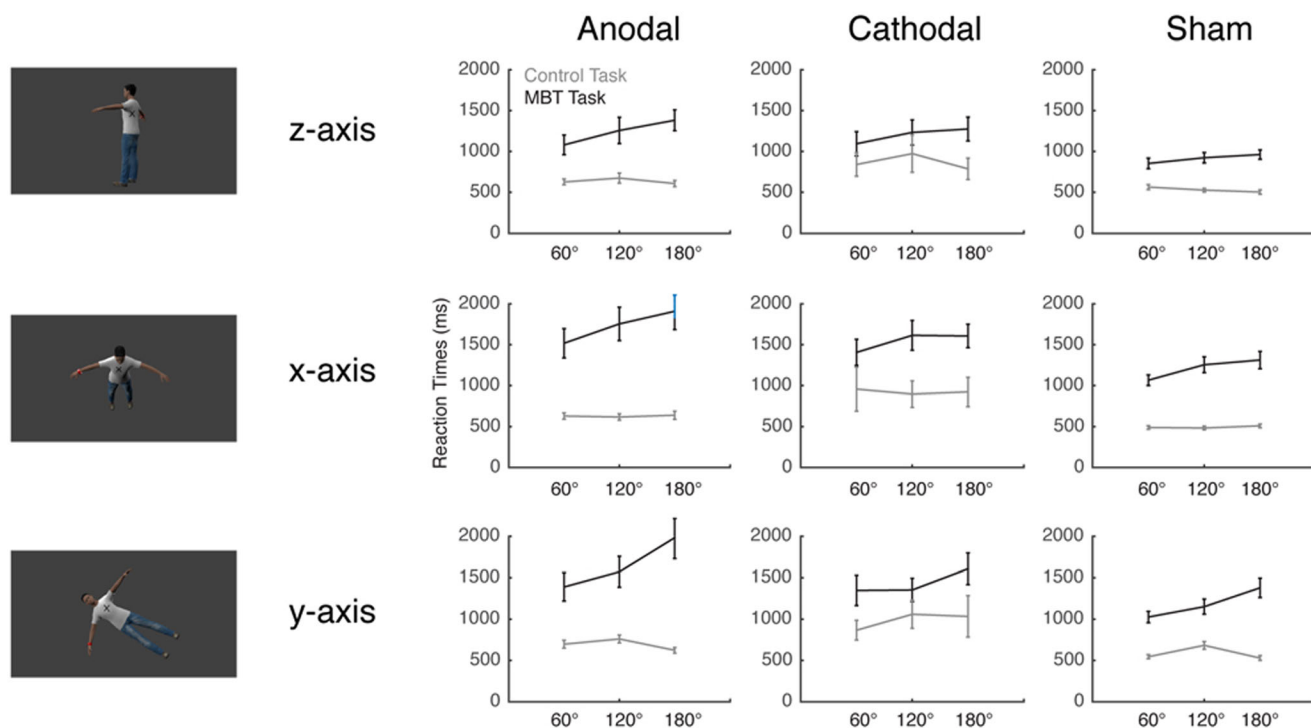 Anodal Cathodal Sham
z-axis
Control Task
MBT Task
2000 1500 1000 500 0
60° 120° 180°
2000 1500 1000 500 0
60° 120° 180°
2000 1500 1000 500 0
60° 120° 180°
x-axis
Reaction Times (ms)
2000 1500 1000 500 0
60° 120° 180°
2000 1500 1000 500 0
60° 120° 180°
2000 1500 1000 500 0
60° 120° 180°
y-axis
2000 1500 1000 500 0
60° 120° 180°
2000 1500 1000 500 0
60° 120° 180°
2000 1500 1000 500 0
60° 120° 180°
X
X
X